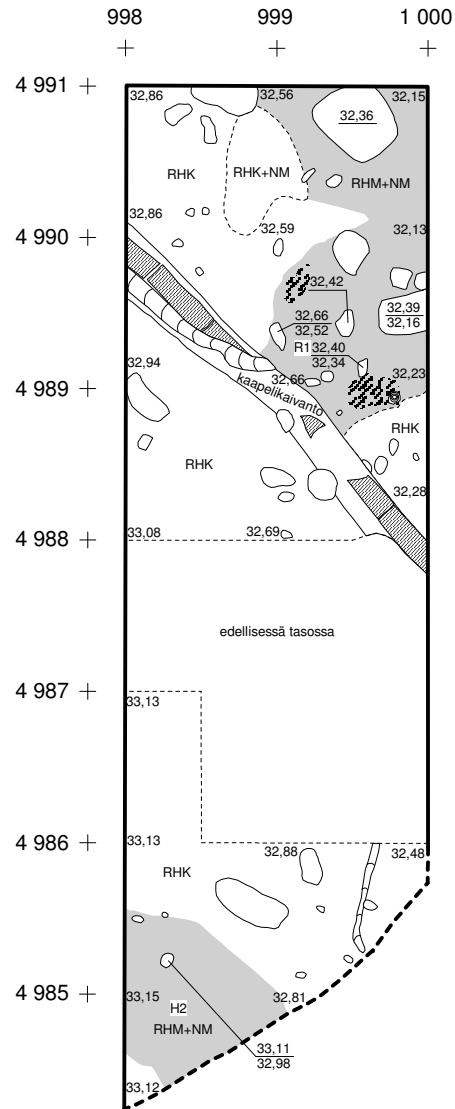 998 999 1 000
4 991
32,86 32,56 32,15
32,36
RHK RHK+NM RHM+NM
32,86 32,59 32,13
4 990
32,42
32,66 32,39
32,52 32,16
R1 32,40
32,34
32,94 32,66 32,23
4 989
kaapelikaivanto
RHK
RHK
32,28
33,08 32,69
4 988
edellisessä tasossa
4 987
33,13
33,13 32,88 32,48
4 986
RHK
4 985
33,15 32,81
H2
RHM+NM
33,11
32,98
33,12